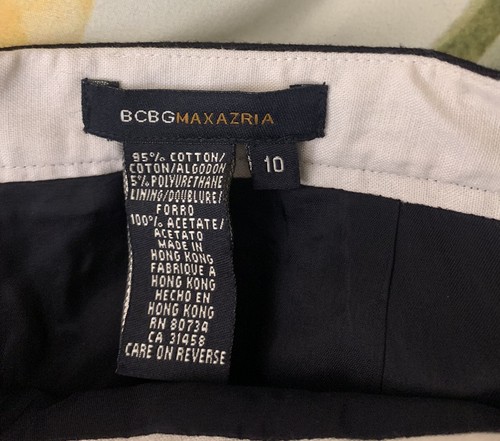 BCBGMAXAZRIA
10
95% COTTON/
COTON/ALGODON
5% POLYURETHANE
LINING/DOUBLURE/
FORRO
100% ACETATE/
ACETATO
MADE IN
HONG KONG
FABRIQUE A
HONG KONG
HECHO EN
HONG KONG
RN 80734
CA 31458
CARE ON REVERSE